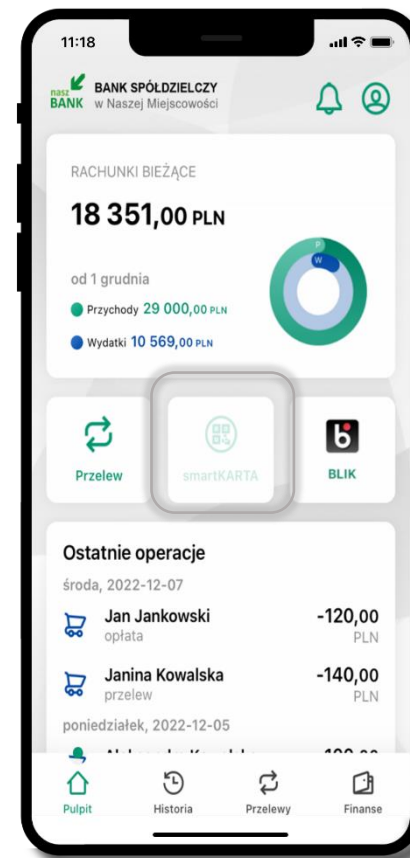 11:18
nasz BANK
BANK SPÓŁDZIELCZY
w Naszej Miejscowości
RACHUNKI BIEŻĄCE
18 351,00 PLN
P
W
od 1 grudnia
Przychody 29 000,00 PLN
Wydatki 10 569,00 PLN
Przelew
smartKARTA
BLIK
Ostatnie operacje
środa, 2022-12-07
Jan Jankowski -120,00
opłata PLN
Janina Kowalska -140,00
przelew PLN
poniedziałek, 2022-12-05
Pulpit
Historia
Przelewy
Finanse